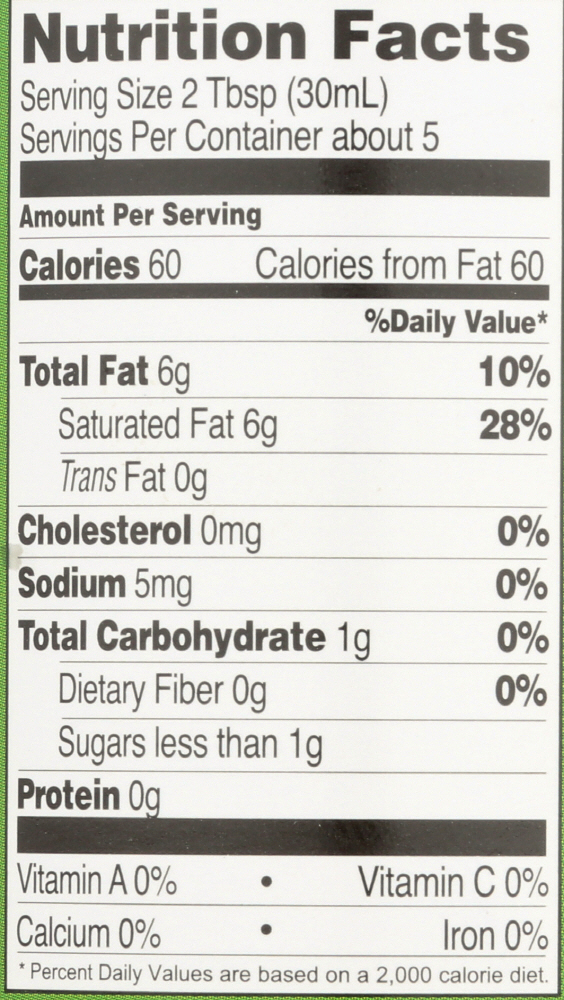 Nutrition Facts
Serving Size 2 Tbsp (30mL)
Servings Per Container about 5
Amount Per Serving
Calories 60 Calories from Fat 60
%Daily Value*
Total Fat 6g 10%
Saturated Fat 6g 28%
Trans Fat 0g
Cholesterol 0mg 0%
Sodium 5mg 0%
Total Carbohydrate 1g 0%
Dietary Fiber 0g 0%
Sugars less than 1g
Protein 0g
Vitamin A 0% • Vitamin C 0%
Calcium 0% • Iron 0%
* Percent Daily Values are based on a 2,000 calorie diet.